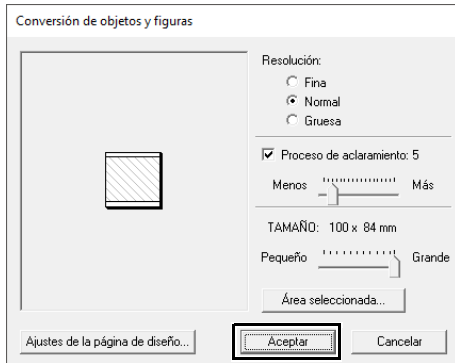 Conversión de objetos y figuras
Resolución:
Fina
Normal
Gruesa
Proceso de aclaramiento: 5
Menos Más
TAMAÑO: 100 x 84 mm
Pequeño Grande
Área seleccionada...
Ajustes de la página de diseño... Aceptar Cancelar